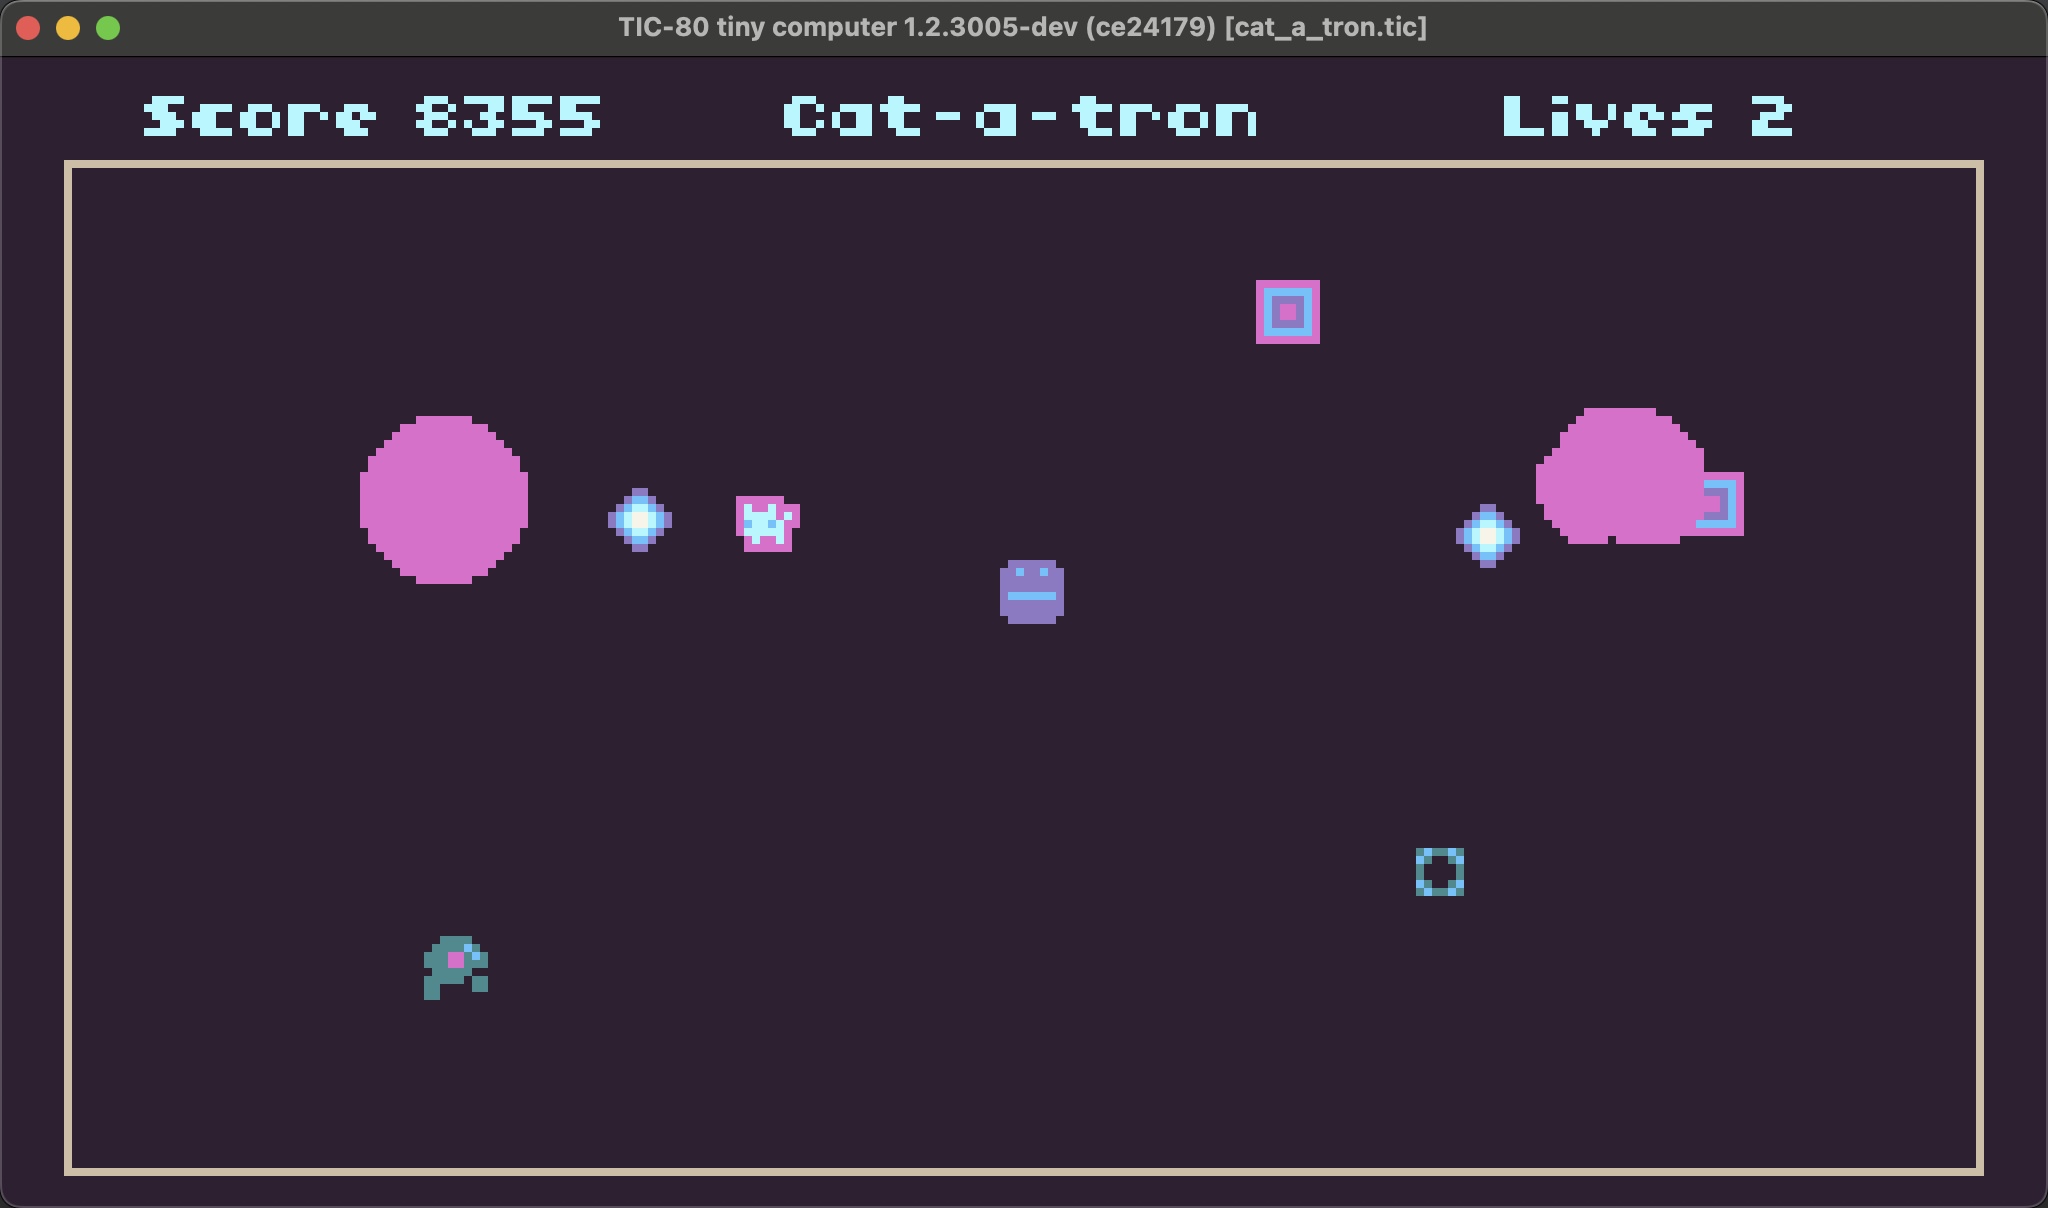 TIC-80 tiny computer 1.2.3005-dev (ce24179) [cat_a_tron.tic]
Score 8355 Cat-a-tron Lives 2